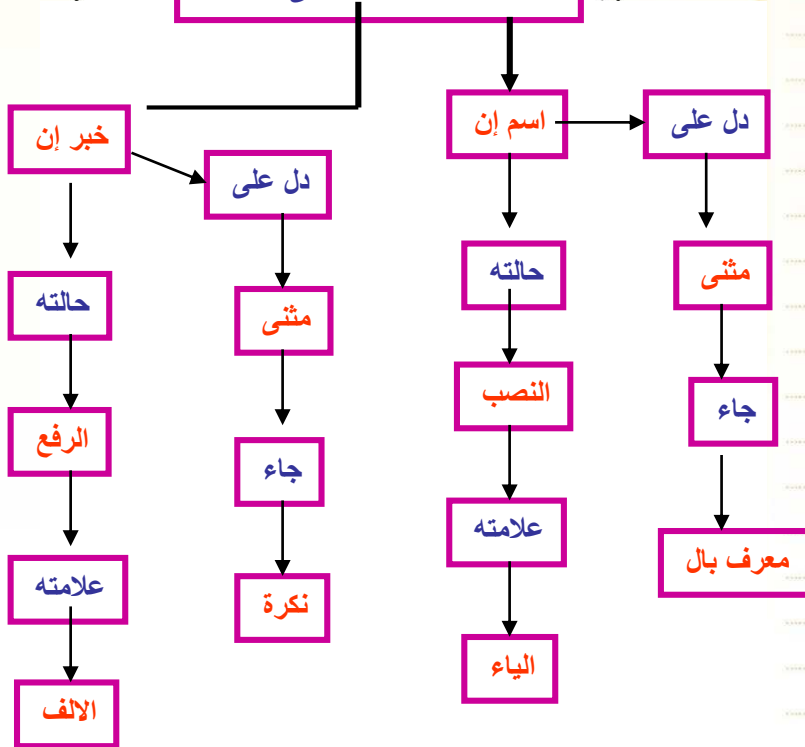 اسم إن
دل على
خبر إن
دل على
حالته
مثنى
حالته
مثنى
النصب
جاء
الرفع
جاء
علامته
معرف بال
علامته
نكرة
الياء
الالف